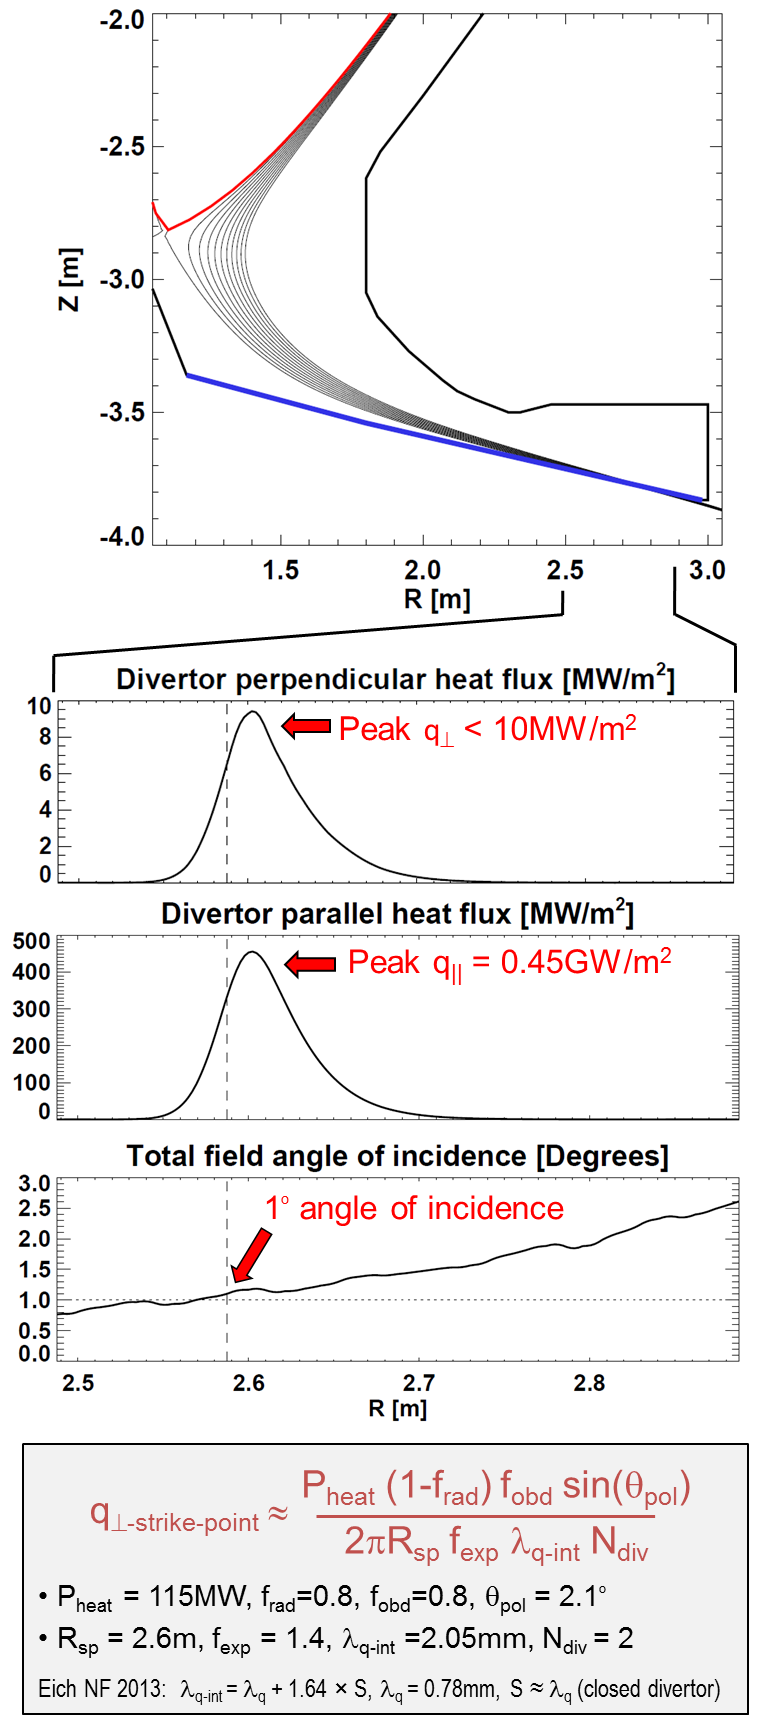 -2.0
-2.5
-3.0
-3.5
-4.0
Z [m]
1.5 2.0 2.5 3.0
R [m]
Divertor perpendicular heat flux [MW/m²]
10
8
6
4
2
0
Peak q⊥ < 10MW/m²
Divertor parallel heat flux [MW/m²]
500
400
300
200
100
0
Peak q|| = 0.45GW/m²
Total field angle of incidence [Degrees]
3.0
2.5
2.0
1.5
1.0
0.5
0.0
1° angle of incidence
2.5 2.6 2.7 2.8
R [m]
q⊥-strike-point ≈ Pheat (1-frad) fobd sin(θpol)
2πRsp fexp λq-int Ndiv
• Pheat = 115MW, frad=0.8, fobd=0.8, θpol = 2.1°
• Rsp = 2.6m, fexp = 1.4, λq-int =2.05mm, Ndiv = 2
Eich NF 2013: λq-int = λq + 1.64 × S, λq = 0.78mm, S ≈ λq (closed divertor)